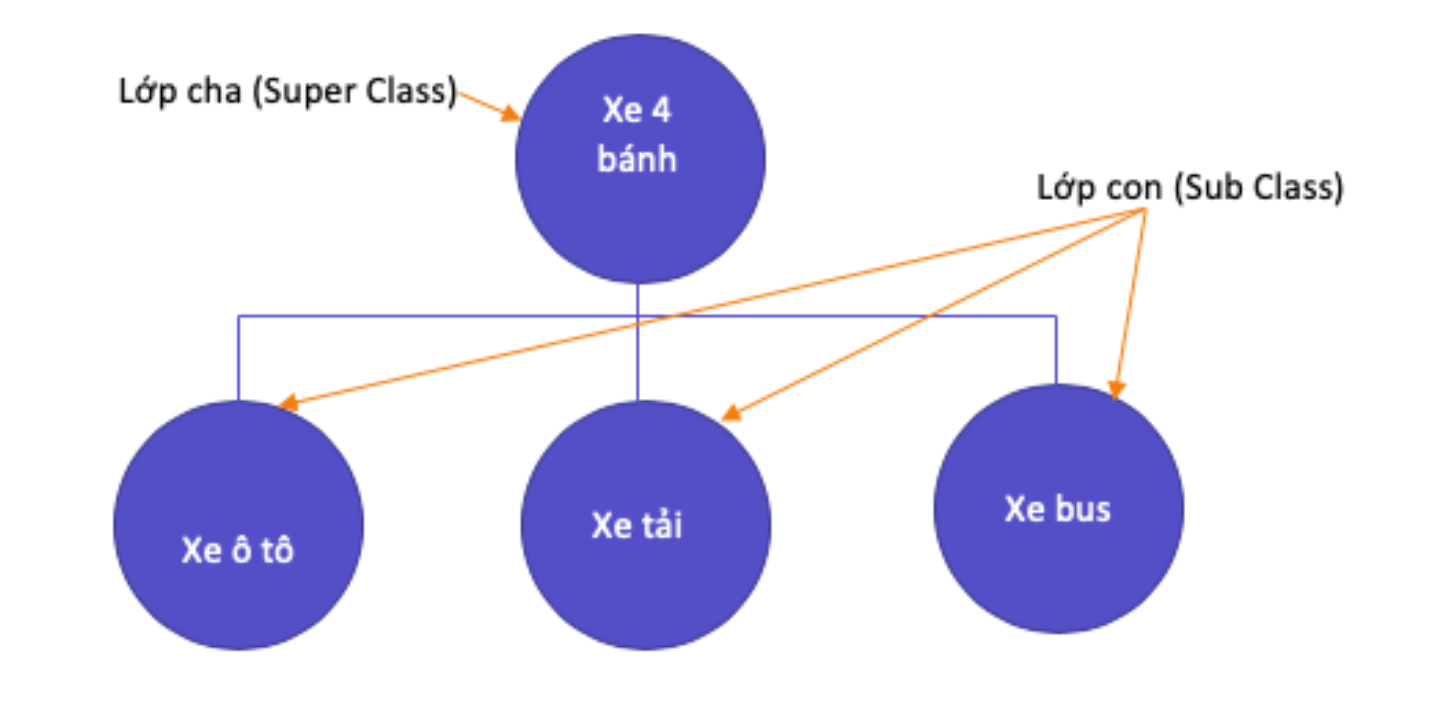 Lớp cha (Super Class)
Xe 4
bánh
Lớp con (Sub Class)
Xe ô tô
Xe tải
Xe bus